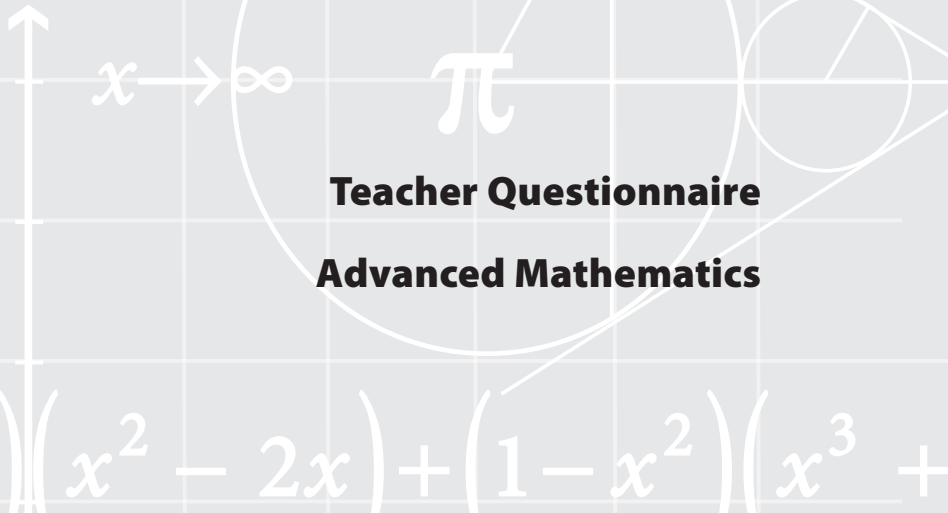 x→∞ π
Teacher Questionnaire
Advanced Mathematics
)(x² − 2x)+(1−x²)(x³ +